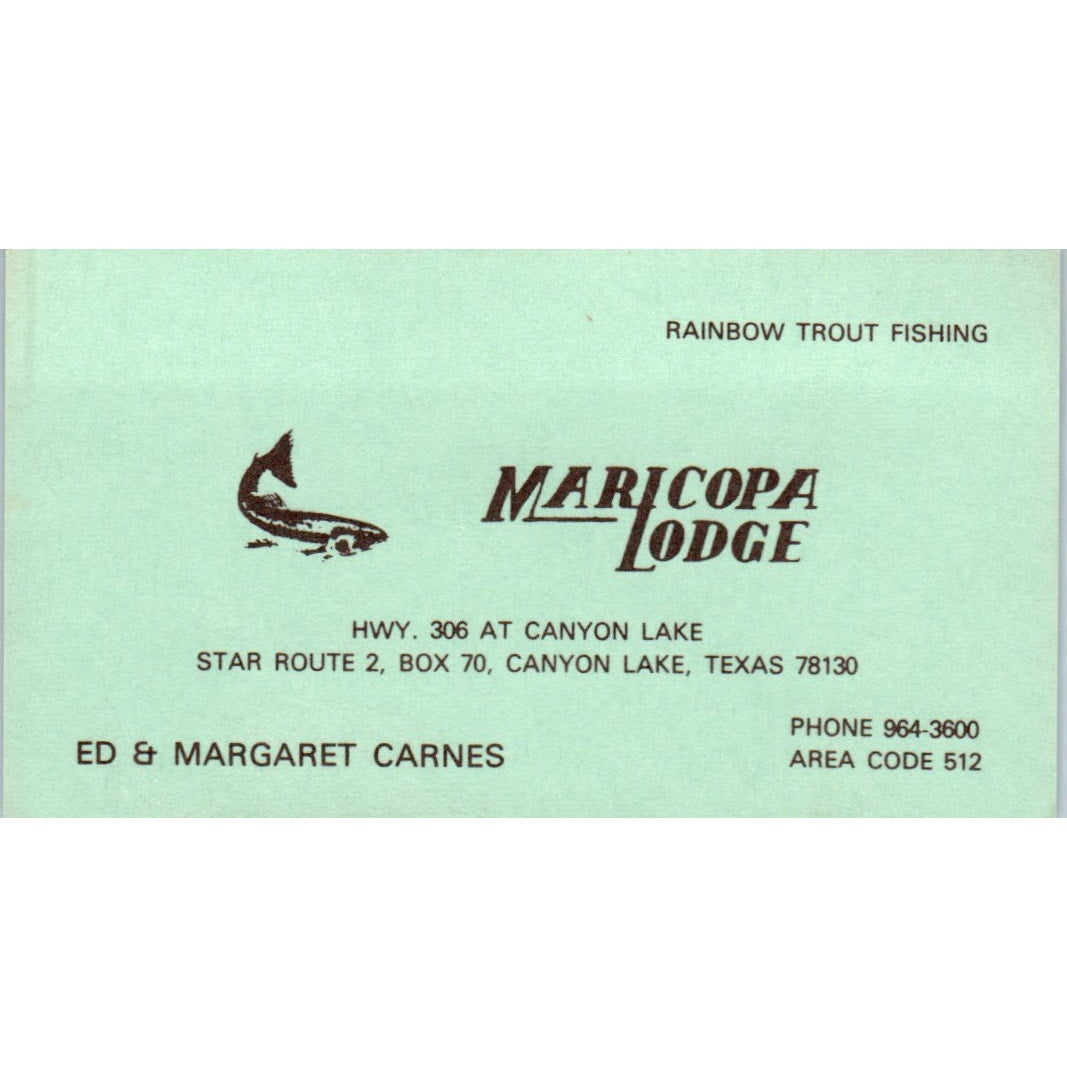 RAINBOW TROUT FISHING
MARICOPA
LODGE
HWY. 306 AT CANYON LAKE
STAR ROUTE 2, BOX 70, CANYON LAKE, TEXAS 78130
ED & MARGARET CARNES
PHONE 964-3600
AREA CODE 512